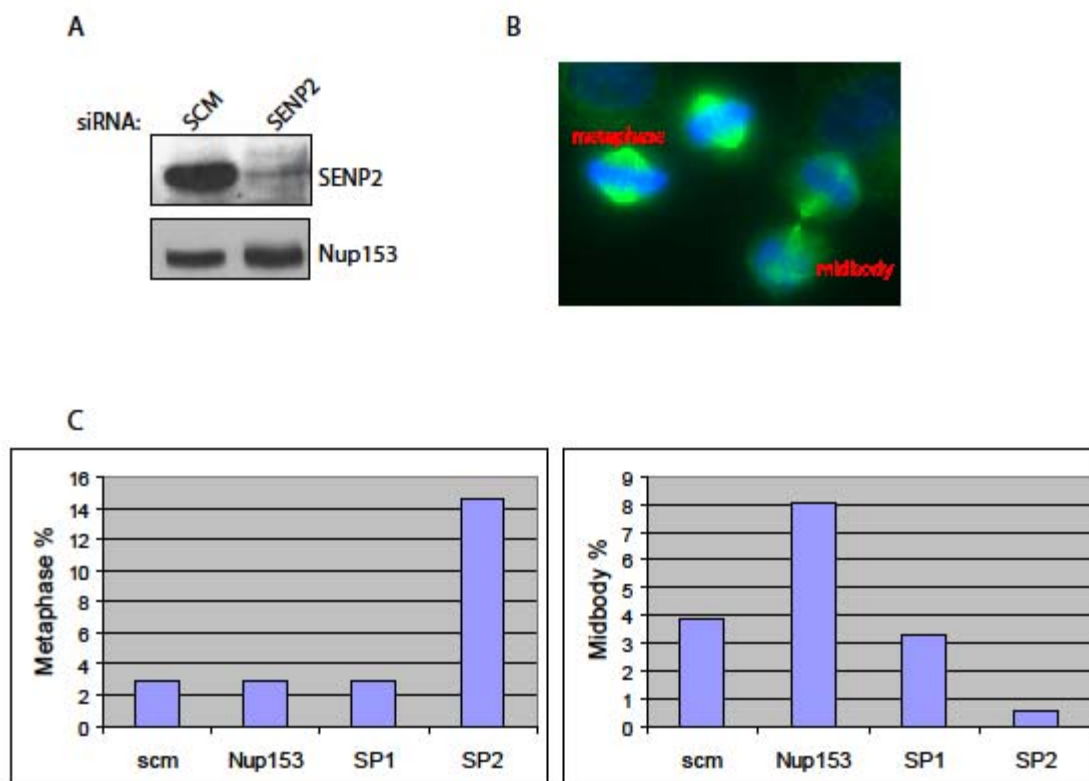 A
B
siRNA:
SCM
SENP2
SENP2
Nup153
metaphase
midbody
C
Metaphase %
16
14
12
10
8
6
4
2
0
scm Nup153 SP1 SP2
Midbody %
9
8
7
6
5
4
3
2
1
0
scm Nup153 SP1 SP2